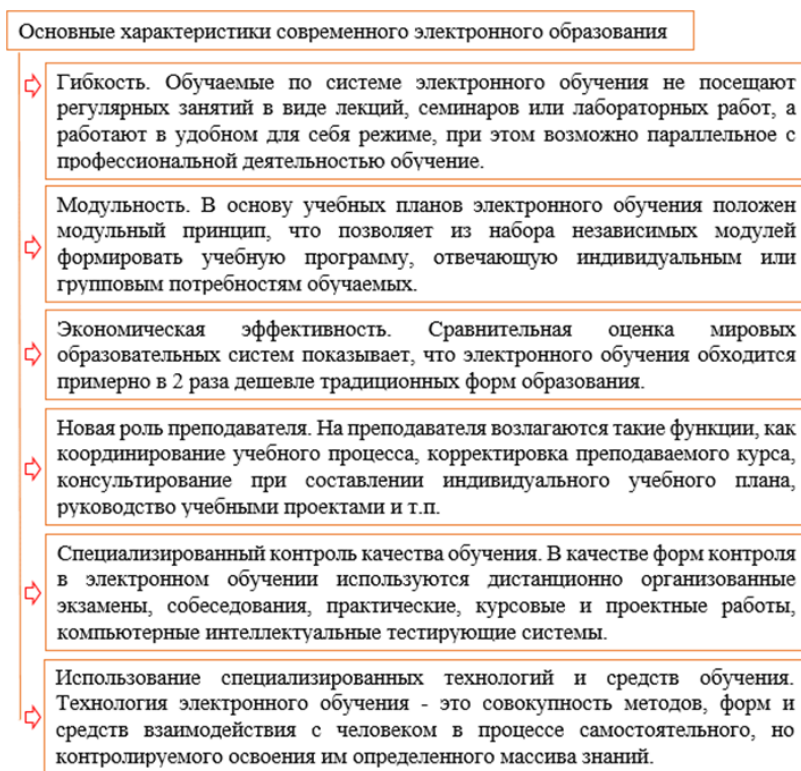 Основные характеристики современного электронного образования
Гибкость. Обучаемые по системе электронного обучения не посещают
регулярных занятий в виде лекций, семинаров или лабораторных работ, а
работают в удобном для себя режиме, при этом возможно параллельное с
профессиональной деятельностью обучение.
Модульность. В основу учебных планов электронного обучения положен
модульный принцип, что позволяет из набора независимых модулей
формировать учебную программу, отвечающую индивидуальным или
групповым потребностям обучаемых.
Экономическая эффективность. Сравнительная оценка мировых
образовательных систем показывает, что электронного обучения обходится
примерно в 2 раза дешевле традиционных форм образования.
Новая роль преподавателя. На преподавателя возлагаются такие функции, как
координирование учебного процесса, корректировка преподаваемого курса,
консультирование при составлении индивидуального учебного плана,
руководство учебными проектами и т.п.
Специализированный контроль качества обучения. В качестве форм контроля
в электронном обучении используются дистанционно организованные
экзамены, собеседования, практические, курсовые и проектные работы,
компьютерные интеллектуальные тестирующие системы.
Использование специализированных технологий и средств обучения.
Технология электронного обучения - это совокупность методов, форм и
средств взаимодействия с человеком в процессе самостоятельного, но
контролируемого освоения им определенного массива знаний.